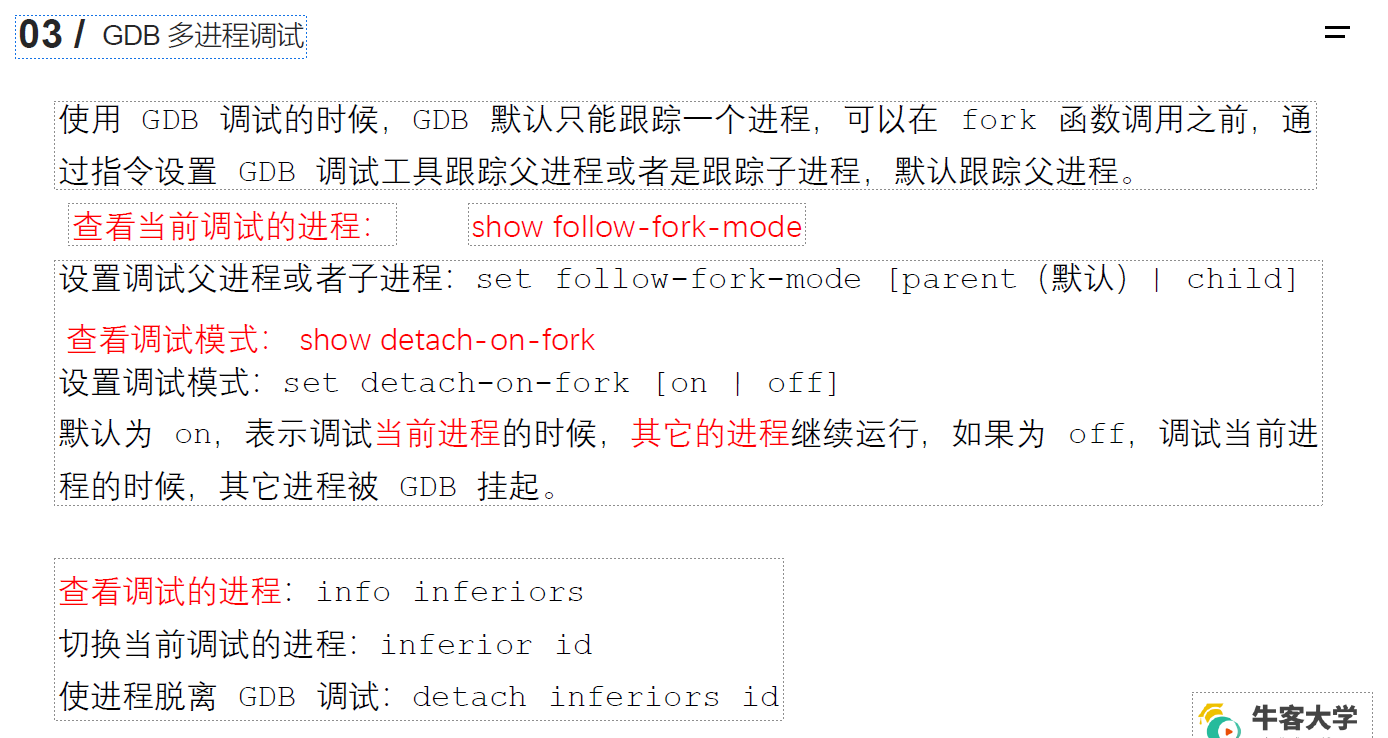 03 / GDB 多进程调试
使用 GDB 调试的时候，GDB 默认只能跟踪一个进程，可以在 fork 函数调用之前，通
过指令设置 GDB 调试工具跟踪父进程或者是跟踪子进程，默认跟踪父进程。
查看当前调试的进程： show follow-fork-mode
设置调试父进程或者子进程：set follow-fork-mode [parent（默认）| child]
查看调试模式： show detach-on-fork
设置调试模式：set detach-on-fork [on | off]
默认为 on，表示调试当前进程的时候，其它的进程继续运行，如果为 off，调试当前进
程的时候，其它进程被 GDB 挂起。
查看调试的进程：info inferiors
切换当前调试的进程：inferior id
使进程脱离 GDB 调试：detach inferiors id
牛客大学